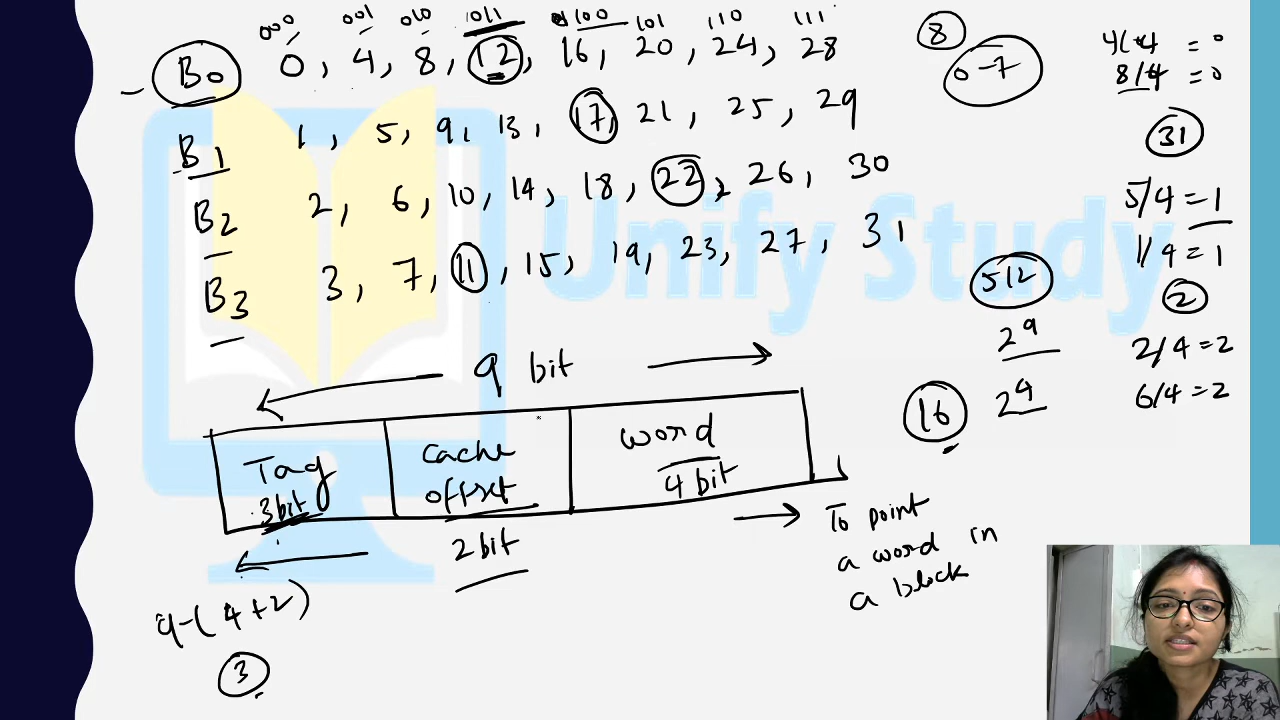 000 001 010 1011 100 101 110 111
B0 0, 4, 8, 12, 16, 20, 24, 28
B1 1, 5, 9, 13, 17, 21, 25, 29
B2 2, 6, 10, 14, 18, 22, 26, 30
B3 3, 7, 11, 15, 19, 23, 27, 31
8
0-7
4/4 = 0
8/4 = 0
31
5/4 = 1
1/4 = 1
2
2/4 = 2
6/4 = 2
512
2^9
16
2^4
Unify Study
9 bit
Tag
3bit
cache
offset
2bit
word
4 bit
To point
a word in
a block
9-(4+2)
3